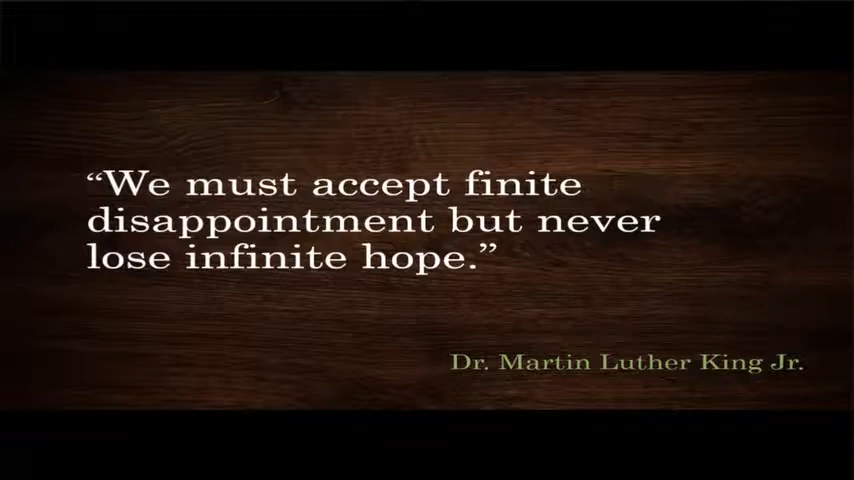 “We must accept finite
disappointment but never
lose infinite hope.”
Dr. Martin Luther King Jr.